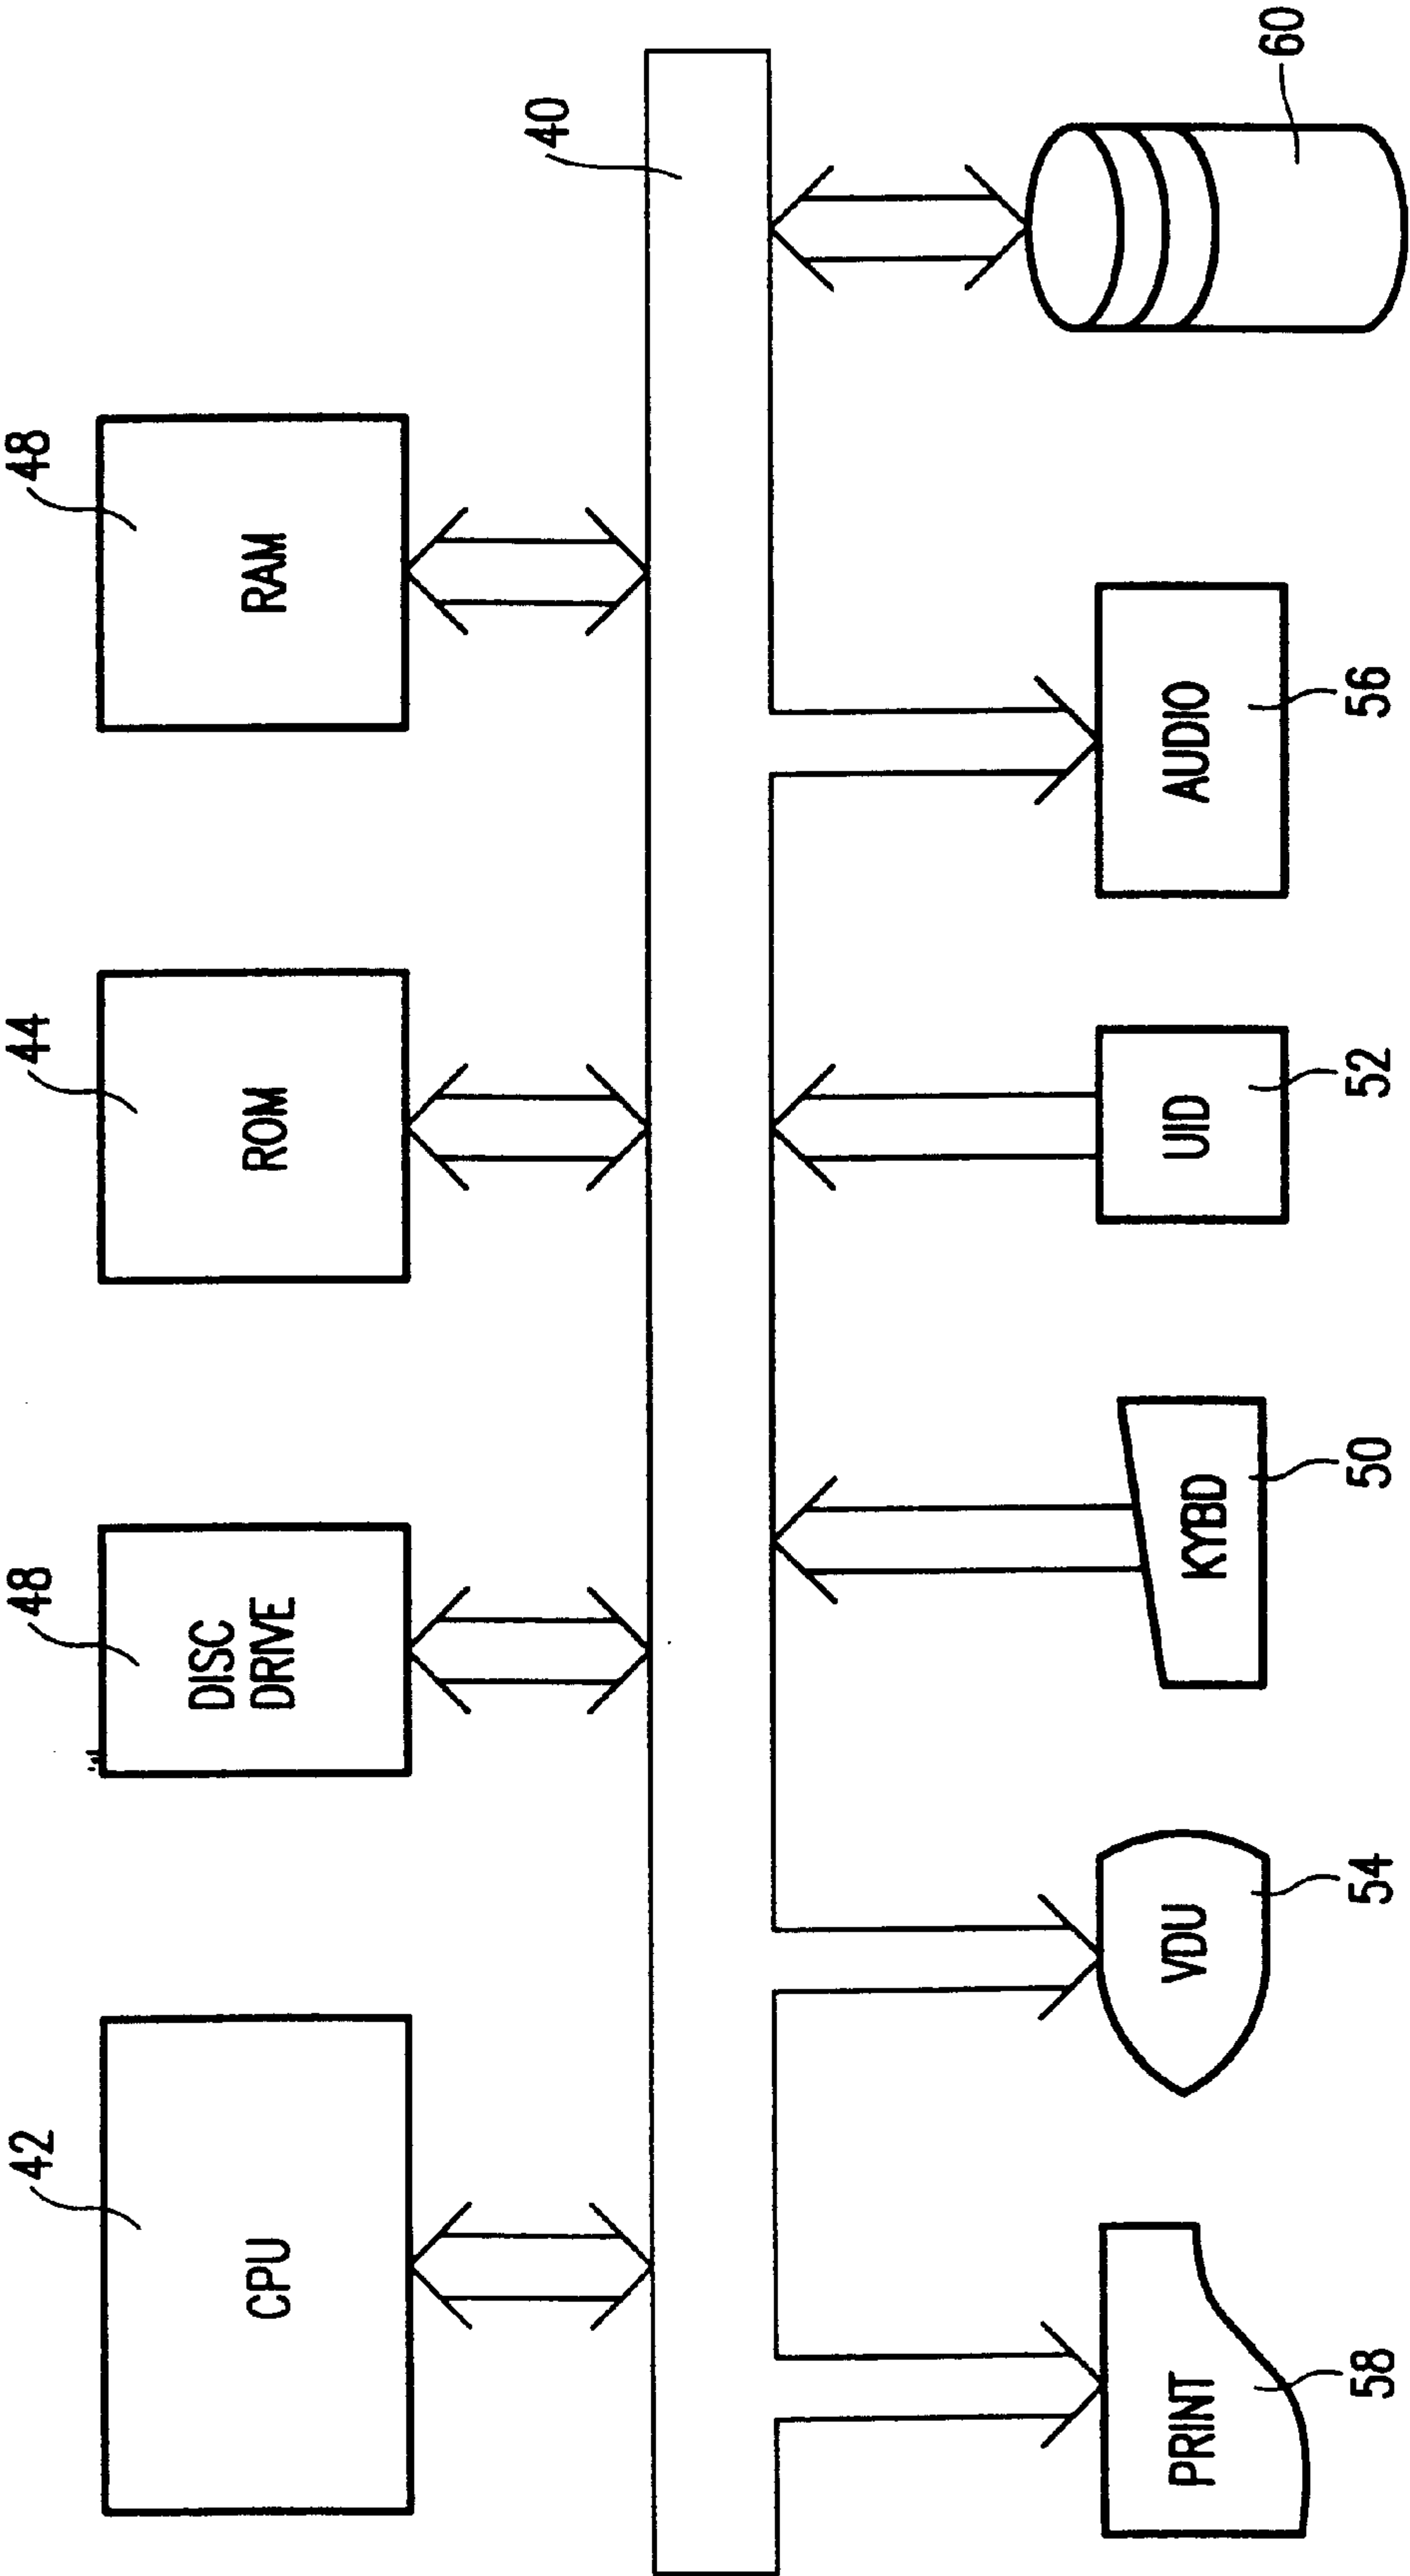 42
48
44
48
CPU
DISC
DRIVE
ROM
RAM
40
PRINT
VDU
KYBD
UID
AUDIO
58
54
50
52
56
60